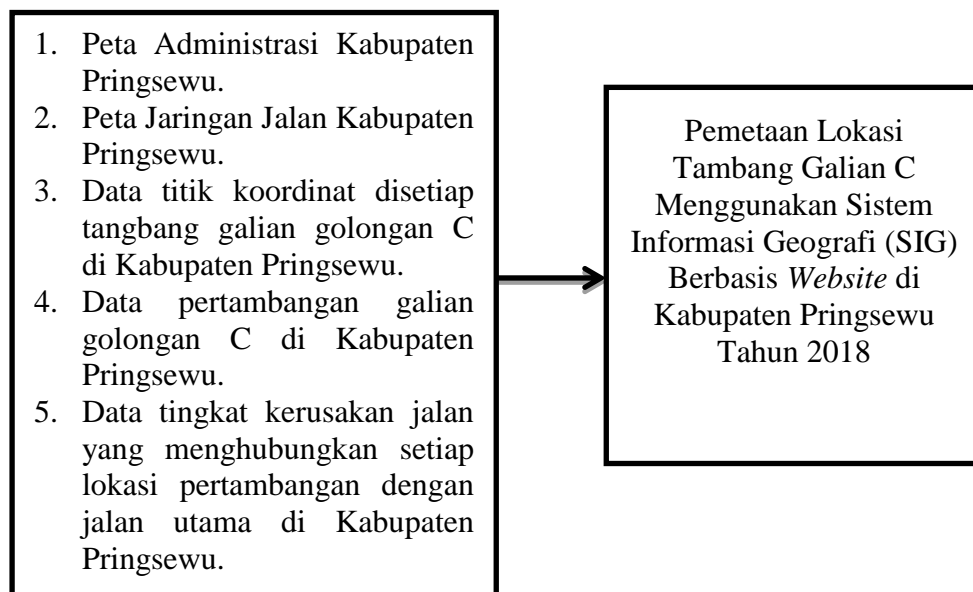 1. Peta Administrasi Kabupaten
Pringsewu.
2. Peta Jaringan Jalan Kabupaten
Pringsewu.
3. Data titik koordinat disetiap
tangbang galian golongan C
di Kabupaten Pringsewu.
4. Data pertambangan galian
golongan C di Kabupaten
Pringsewu.
5. Data tingkat kerusakan jalan
yang menghubungkan setiap
lokasi pertambangan dengan
jalan utama di Kabupaten
Pringsewu.
Pemetaan Lokasi
Tambang Galian C
Menggunakan Sistem
Informasi Geografi (SIG)
Berbasis Website di
Kabupaten Pringsewu
Tahun 2018